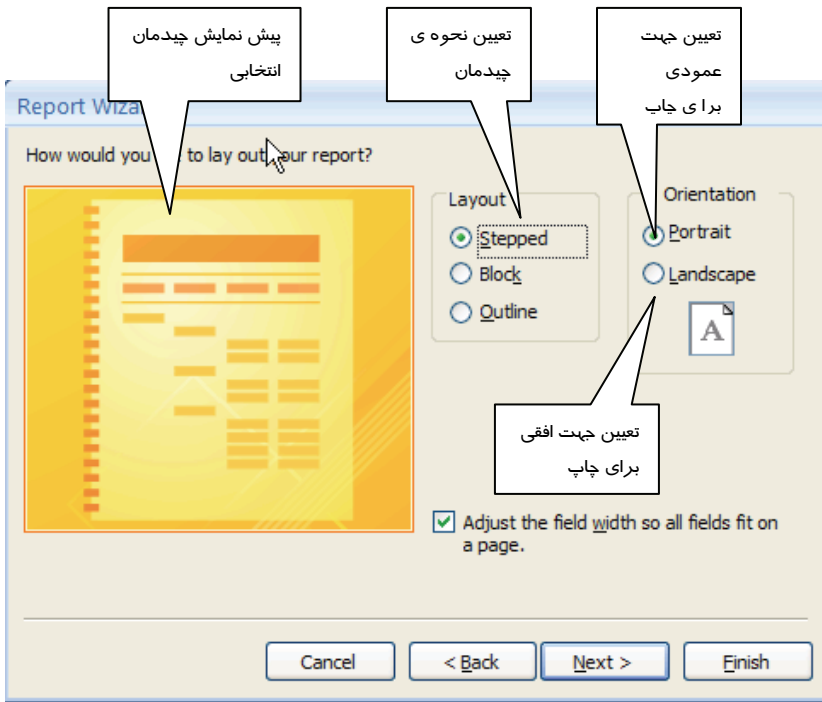 پیش نمایش چیدمان
انتخابی
تعیین نحوه ی
چیدمان
تعیین جهت
عمودی
برا ی چاپ
Report Wiza
How would you to lay out your report?
Layout
Stepped
Block
Outline
Orientation
Portrait
Landscape
A
تعیین جهت افقی
برای چاپ
Adjust the field width so all fields fit on
a page.
Cancel
< Back
Next >
Finish